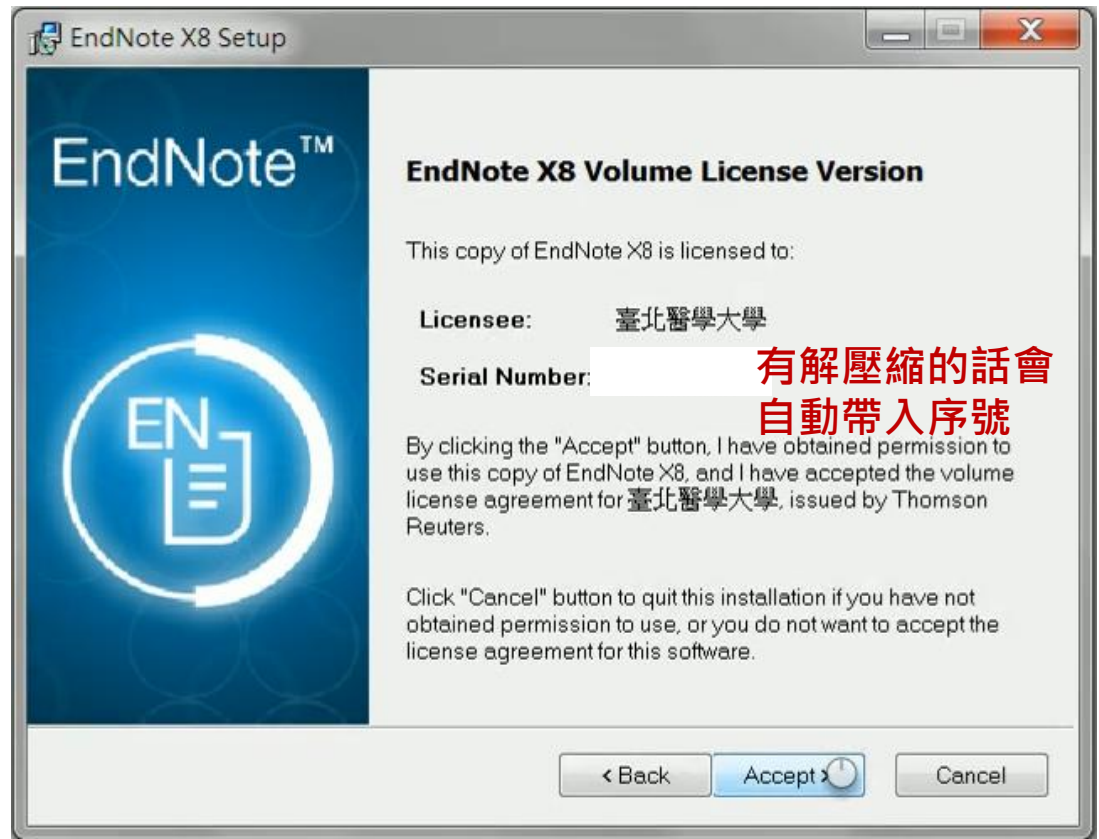 EndNote X8 Setup
EndNote™
EN
EndNote X8 Volume License Version
This copy of EndNote X8 is licensed to:
Licensee: 臺北醫學大學
Serial Number:
有解壓縮的話會
自動帶入序號
By clicking the "Accept" button, I have obtained permission to
use this copy of EndNote X8, and I have accepted the volume
license agreement for 臺北醫學大學, issued by Thomson
Reuters.
Click "Cancel" button to quit this installation if you have not
obtained permission to use, or you do not want to accept the
license agreement for this software.
< Back Accept > Cancel